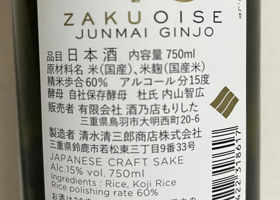 ZAKUOISE
JUNMAI GINJO
品目 日本酒 内容量 750ml
原材料名 米(国産)、米麹(国産米)
精米歩合60% アルコール分15度
酵母 自社保存酵母 杜氏 内山智広
販売者 有限会社 酒乃店もりした
三重県鳥羽市大明西町20-6
製造者 清水清三郎商店株式会社
三重県鈴鹿市若松東三丁目9番33号
JAPANESE CRAFT SAKE
Alc.15% vol. 750ml
Ingredients: Rice, Koji Rice
Rice polishing rate 60%